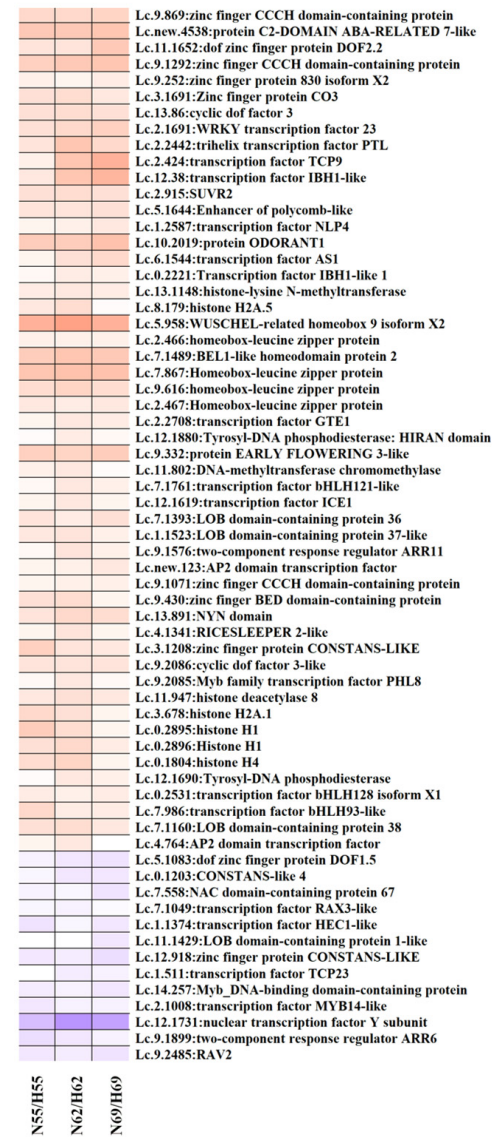 Lc.9.869:zinc finger CCCH domain-containing protein
Lc.new.4538:protein C2-DOMAIN ABA-RELATED 7-like
Lc.11.1652:dof zinc finger protein DOF2.2
Lc.9.1292:zinc finger CCCH domain-containing protein
Lc.9.252:zinc finger protein 830 isoform X2
Lc.3.1691:Zinc finger protein CO3
Lc.13.86:cyclic dof factor 3
Lc.2.1691:WRKY transcription factor 23
Lc.2.2442:trihelix transcription factor PTL
Lc.2.424:transcription factor TCP9
Lc.12.38:transcription factor IBH1-like
Lc.2.915:SUVR2
Lc.5.1644:Enhancer of polycomb-like
Lc.1.2587:transcription factor NLP4
Lc.10.2019:protein ODORANT1
Lc.6.1544:transcription factor AS1
Lc.0.2221:Transcription factor IBH1-like 1
Lc.13.1148:histone-lysine N-methyltransferase
Lc.8.179:histone H2A.5
Lc.5.958:WUSCHEL-related homeobox 9 isoform X2
Lc.2.466:homeobox-leucine zipper protein
Lc.7.1489:BEL1-like homeodomain protein 2
Lc.7.867:Homeobox-leucine zipper protein
Lc.9.616:homeobox-leucine zipper protein
Lc.2.467:Homeobox-leucine zipper protein
Lc.2.2708:transcription factor GTE1
Lc.12.1880:Tyrosyl-DNA phosphodiesterase: HIRAN domain
Lc.9.332:protein EARLY FLOWERING 3-like
Lc.11.802:DNA-methyltransferase chromomethylase
Lc.7.1761:transcription factor bHLH121-like
Lc.12.1619:transcription factor ICE1
Lc.7.1393:LOB domain-containing protein 36
Lc.1.1523:LOB domain-containing protein 37-like
Lc.9.1576:two-component response regulator ARR11
Lc.new.123:AP2 domain transcription factor
Lc.9.1071:zinc finger CCCH domain-containing protein
Lc.9.430:zinc finger BED domain-containing protein
Lc.13.891:NYN domain
Lc.4.1341:RICESLEEPER 2-like
Lc.3.1208:zinc finger protein CONSTANS-LIKE
Lc.9.2086:cyclic dof factor 3-like
Lc.9.2085:Myb family transcription factor PHL8
Lc.11.947:histone deacetylase 8
Lc.3.678:histone H2A.1
Lc.0.2895:histone H1
Lc.0.2896:Histone H1
Lc.0.1804:histone H4
Lc.12.1690:Tyrosyl-DNA phosphodiesterase
Lc.0.2531:transcription factor bHLH128 isoform X1
Lc.7.986:transcription factor bHLH93-like
Lc.7.1160:LOB domain-containing protein 38
Lc.4.764:AP2 domain transcription factor
Lc.5.1083:dof zinc finger protein DOF1.5
Lc.0.1203:CONSTANS-like 4
Lc.7.558:NAC domain-containing protein 67
Lc.7.1049:transcription factor RAX3-like
Lc.1.1374:transcription factor HEC1-like
Lc.11.1429:LOB domain-containing protein 1-like
Lc.12.918:zinc finger protein CONSTANS-LIKE
Lc.1.511:transcription factor TCP23
Lc.14.257:Myb_DNA-binding domain-containing protein
Lc.2.1008:transcription factor MYB14-like
Lc.12.1731:nuclear transcription factor Y subunit
Lc.9.1899:two-component response regulator ARR6
Lc.9.2485:RAV2
N55/H55
N62/H62
N69/H69